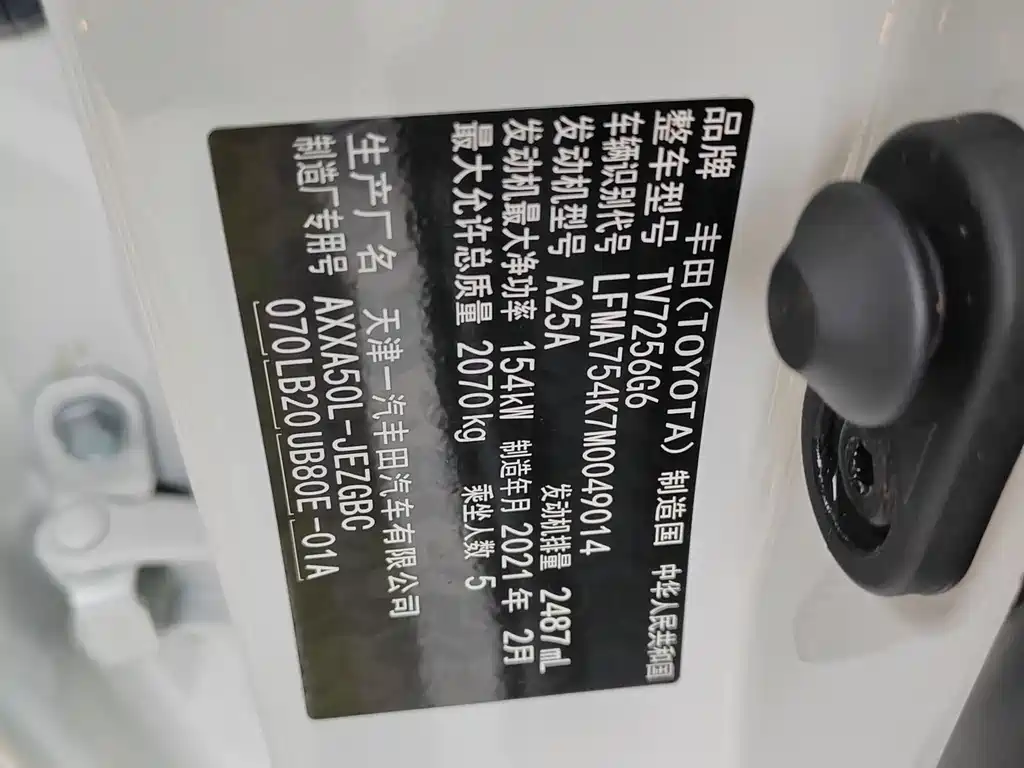 品牌 丰田(TOYOTA) 制造国 中华人民共和国
整车型号 TV7256G6
车辆识别代号 LFMA754K7M0049014
发动机型号 A25A 发动机排量 2487mL
发动机最大净功率 154kW 制造年月 2021年 2月
最大允许总质量 2070kg 乘坐人数 5
生产厂名 天津一汽丰田汽车有限公司
制造厂专用号 AXXA50L-JEZGBC
070LB20UB80E-01A